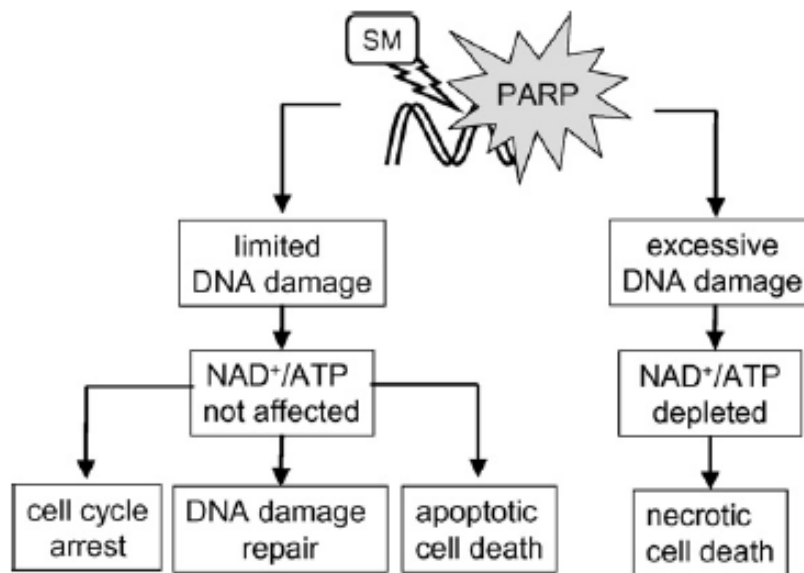 SM
PARP
limited
DNA damage
excessive
DNA damage
NAD⁺/ATP
not affected
NAD⁺/ATP
depleted
cell cycle
arrest
DNA damage
repair
apoptotic
cell death
necrotic
cell death